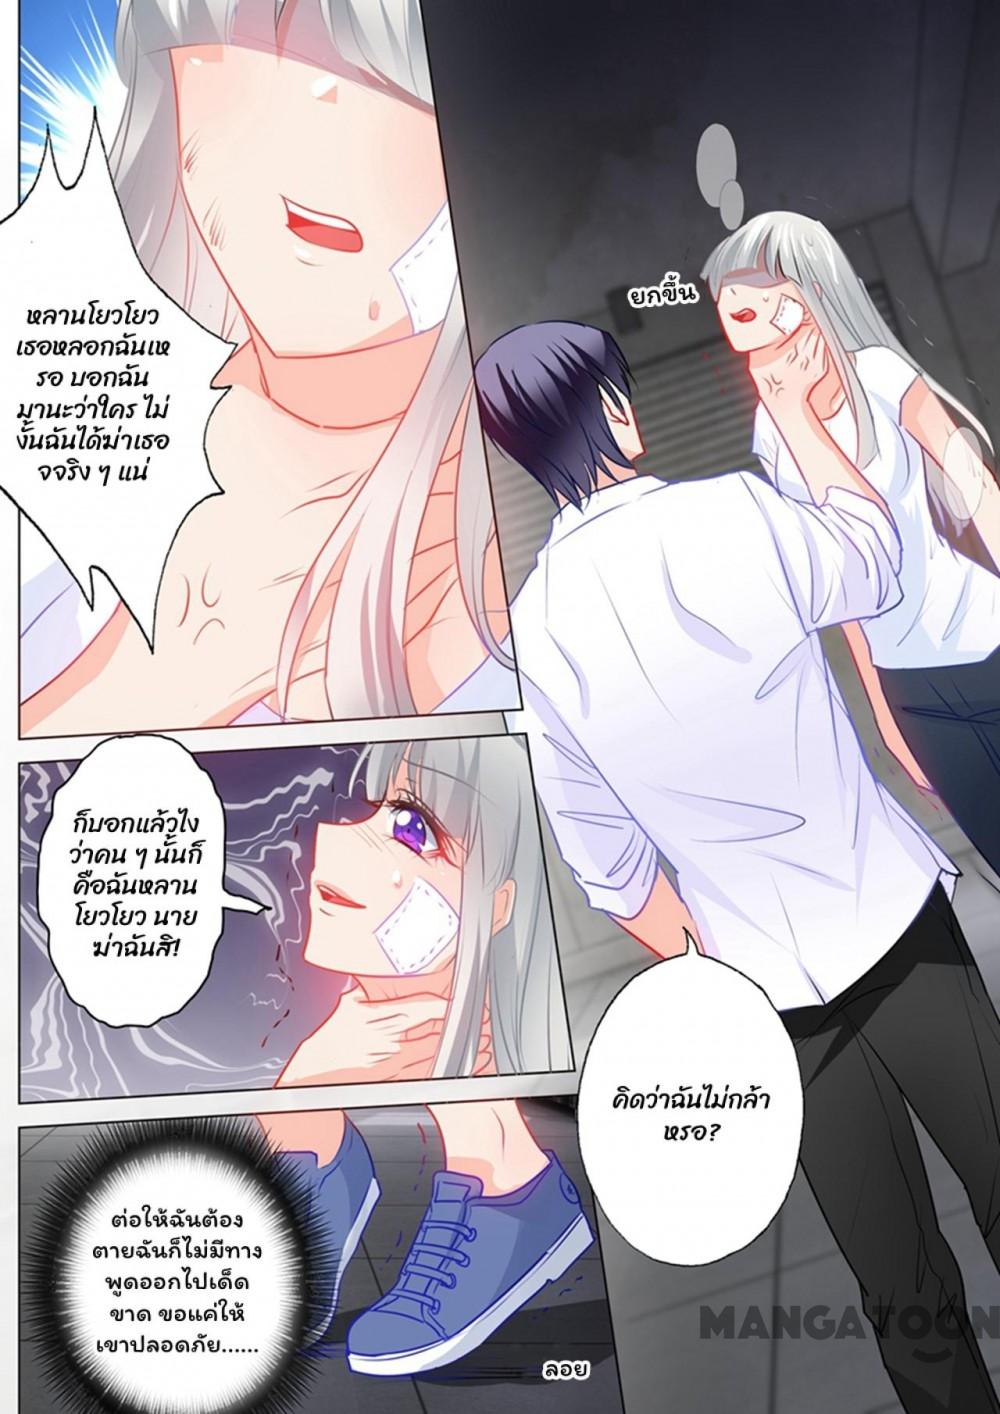 หลานโยวโยว
เธอหลอกฉันเห
รอ บอกฉัน
มานะว่าใคร ไม่
งั้นฉันได้ฆ่าเธอ
จจริง ๆ แน่
ยกขึ้น
ก็บอกแล้วไง
ว่าคน ๆ นั้นก็
คือฉันหลาน
โยวโยว นาย
ฆ่าฉันสิ!
คิดว่าฉันไม่กล้า
หรอ?
ต่อให้ฉันต้อง
ตายฉันก็ไม่มีทาง
พูดออกไปเด็ด
ขาด ขอแค่ให้
เขาปลอดภัย......
ลอย
MANGATOON